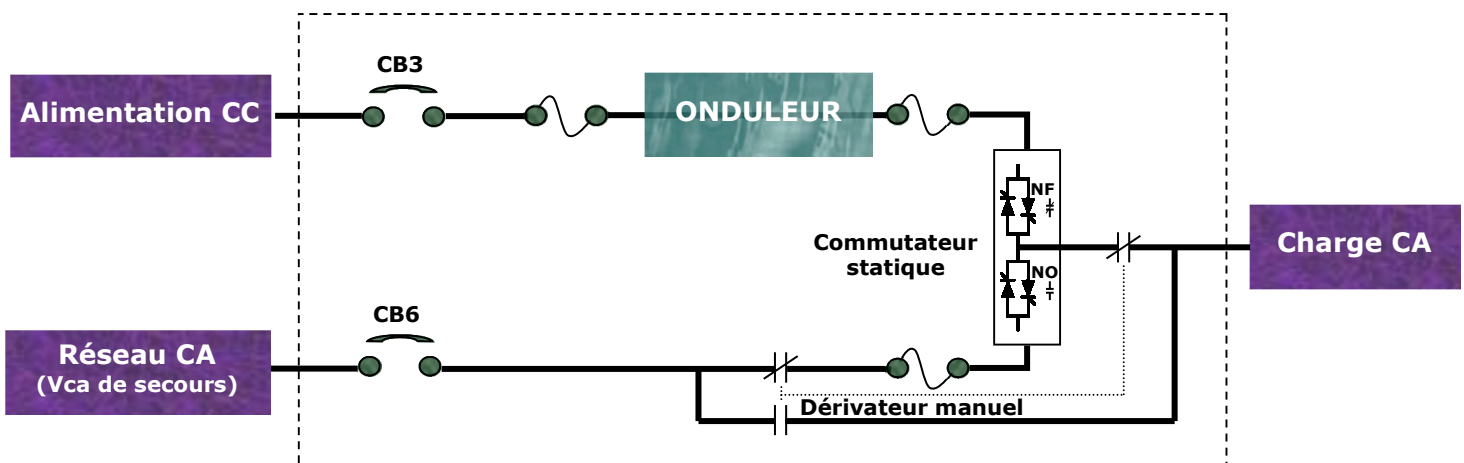 CB3
Alimentation CC
ONDULEUR
NF
Commutateur
statique
Charge CA
NO
CB6
Réseau CA
(Vca de secours)
Dérivateur manuel